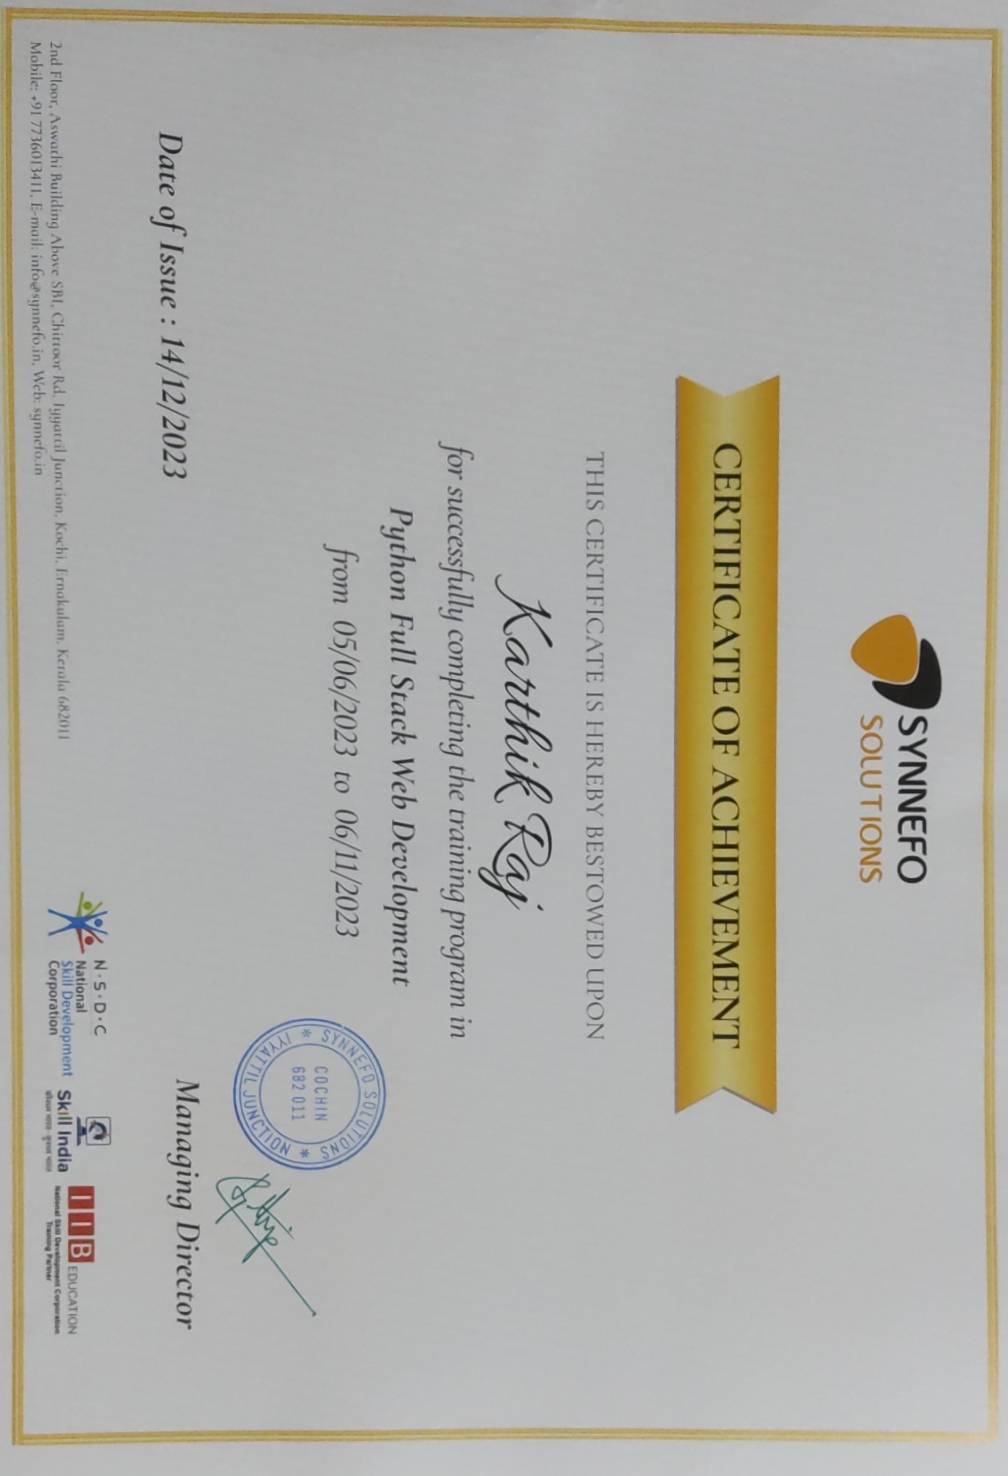 SYNNEFO
SOLUTIONS
CERTIFICATE OF ACHIEVEMENT
THIS CERTIFICATE IS HEREBY BESTOWED UPON
Karthik Raj
for successfully completing the training program in
Python Full Stack Web Development
from 05/06/2023 to 06/11/2023
* SYNNEFO SOLUTIONS *
COCHIN
682 011
IYYATTIL JUNCTION
Managing Director
Date of Issue : 14/12/2023
N·S·D·C
National
Skill Development
Corporation
Skill India
कौशल भारत - कुशल भारत
IIB EDUCATION
National Skill Development Corporation
Training Partner
2nd Floor, Aswathi Building Above SBI, Chittoor Rd, Iyyattil Junction, Kochi, Ernakulam, Kerala 682011
Mobile: +91 7736013411, E-mail: info@synnefo.in, Web: synnefo.in